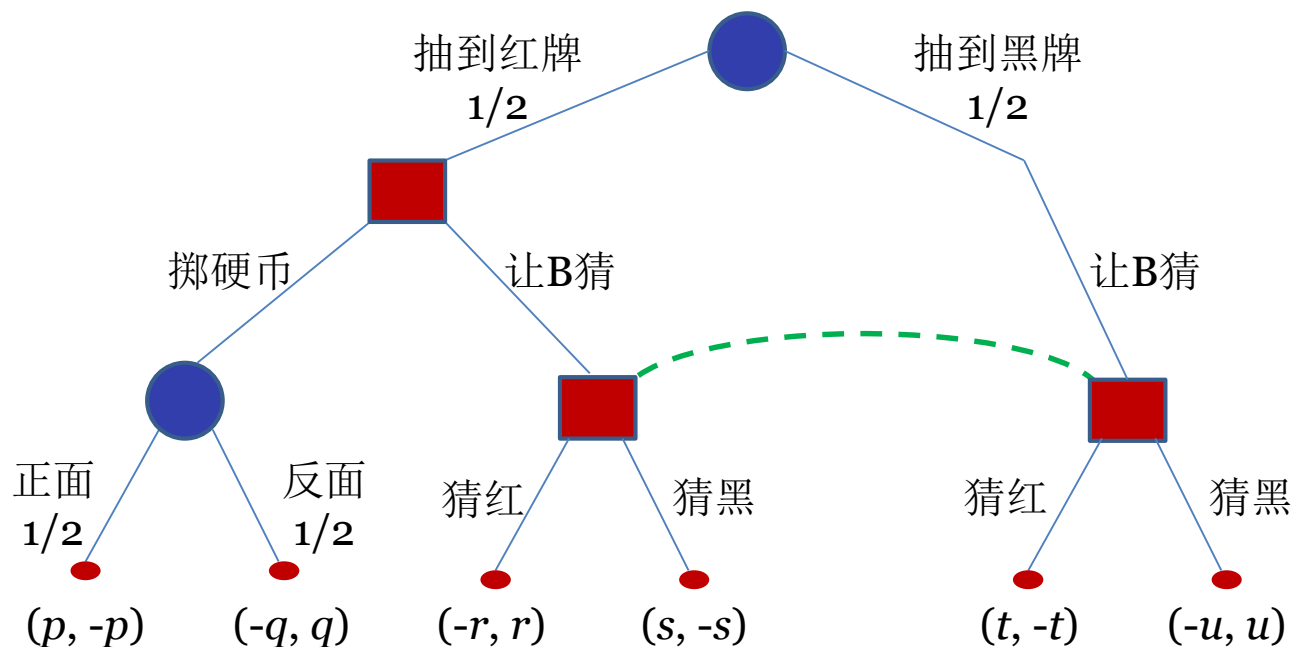 抽到红牌
1/2
抽到黑牌
1/2
掷硬币
让B猜
让B猜
正面
1/2
反面
1/2
猜红
猜黑
猜红
猜黑
(p, -p)
(-q, q)
(-r, r)
(s, -s)
(t, -t)
(-u, u)